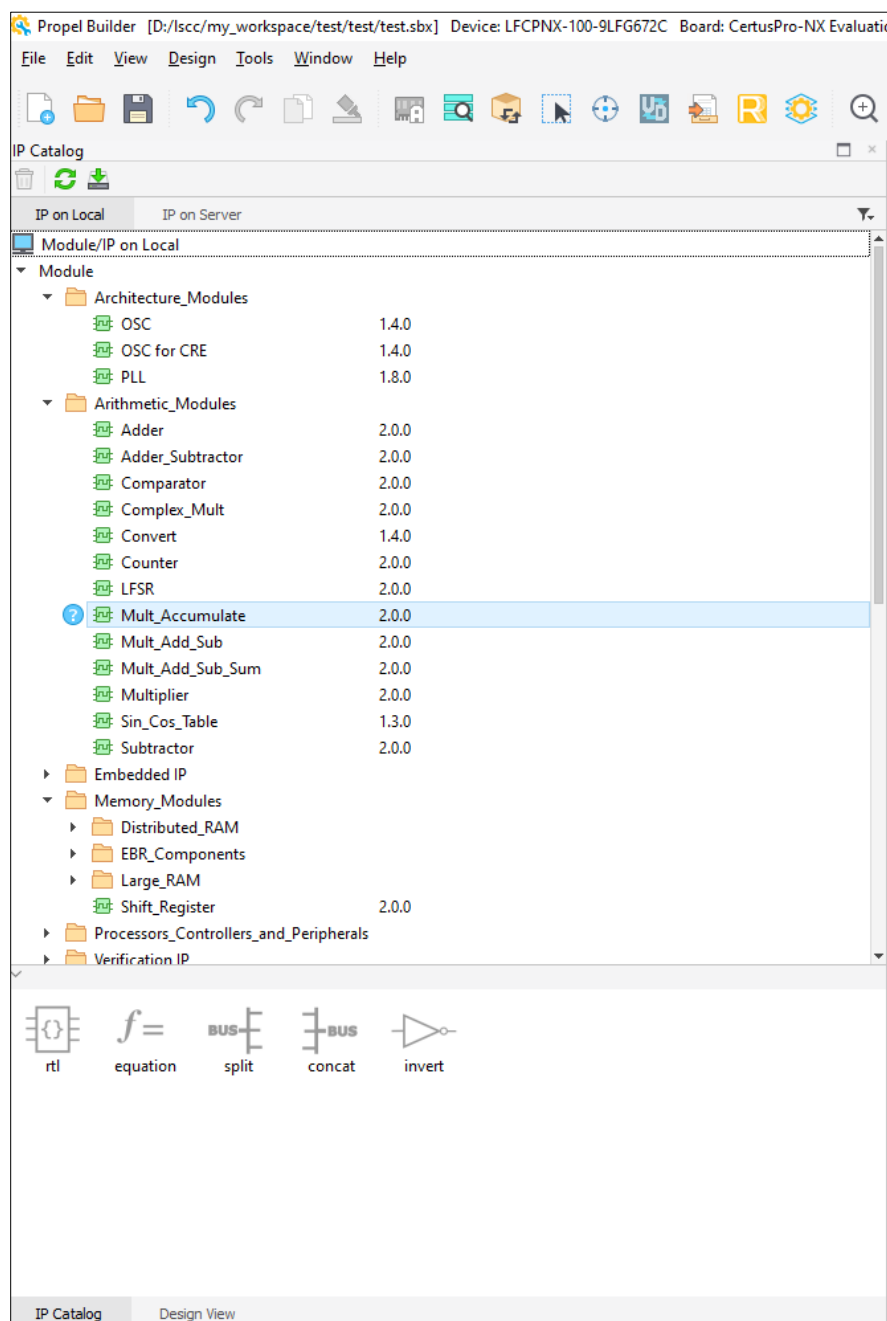 Propel Builder [D:/lscc/my_workspace/test/test/test.sbx] Device: LFCPNX-100-9LFG672C Board: CertusPro-NX Evaluatio
File Edit View Design Tools Window Help
IP Catalog
IP on Local IP on Server
Module/IP on Local
Module
Architecture_Modules
OSC 1.4.0
OSC for CRE 1.4.0
PLL 1.8.0
Arithmetic_Modules
Adder 2.0.0
Adder_Subtractor 2.0.0
Comparator 2.0.0
Complex_Mult 2.0.0
Convert 1.4.0
Counter 2.0.0
LFSR 2.0.0
? Mult_Accumulate 2.0.0
Mult_Add_Sub 2.0.0
Mult_Add_Sub_Sum 2.0.0
Multiplier 2.0.0
Sin_Cos_Table 1.3.0
Subtractor 2.0.0
Embedded IP
Memory_Modules
Distributed_RAM
EBR_Components
Large_RAM
Shift_Register 2.0.0
Processors_Controllers_and_Peripherals
Verification IP
{} f= BUS BUS
rtl equation split concat invert
IP Catalog Design View